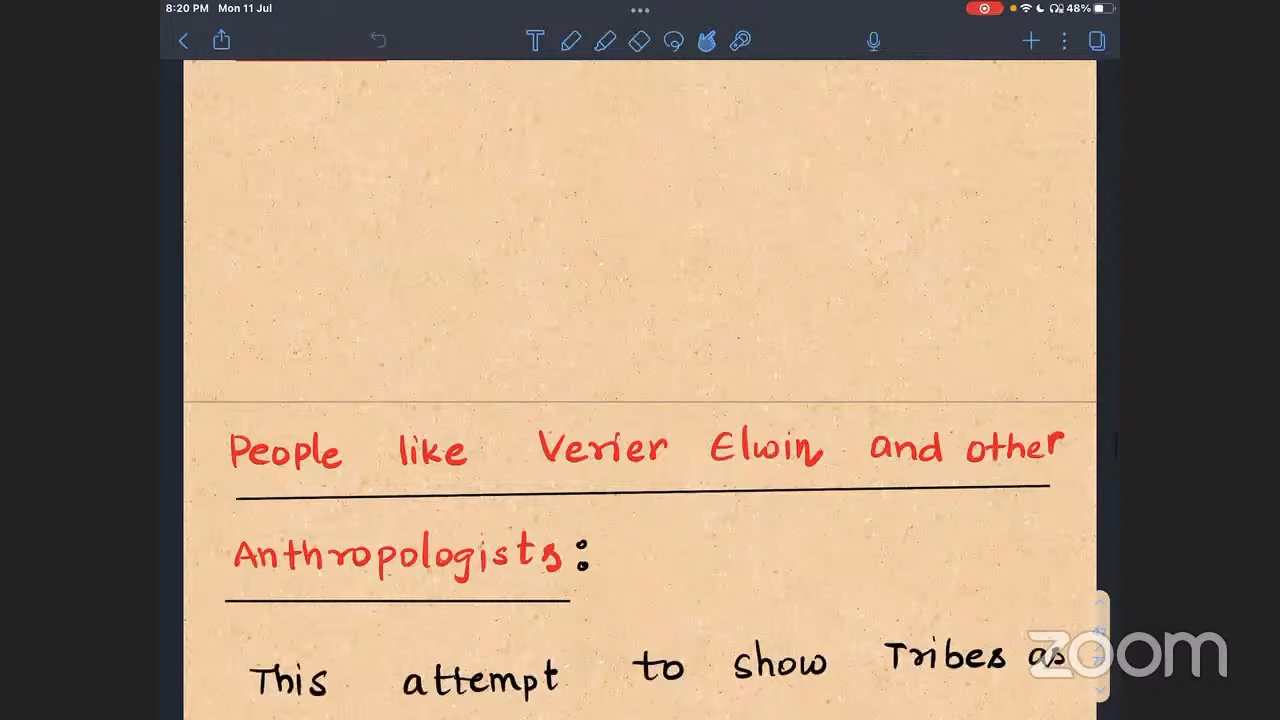 8:20 PM Mon 11 Jul
48%
People like Verier Elwin and other
Anthropologists:
This attempt to show Tribes as
zoom